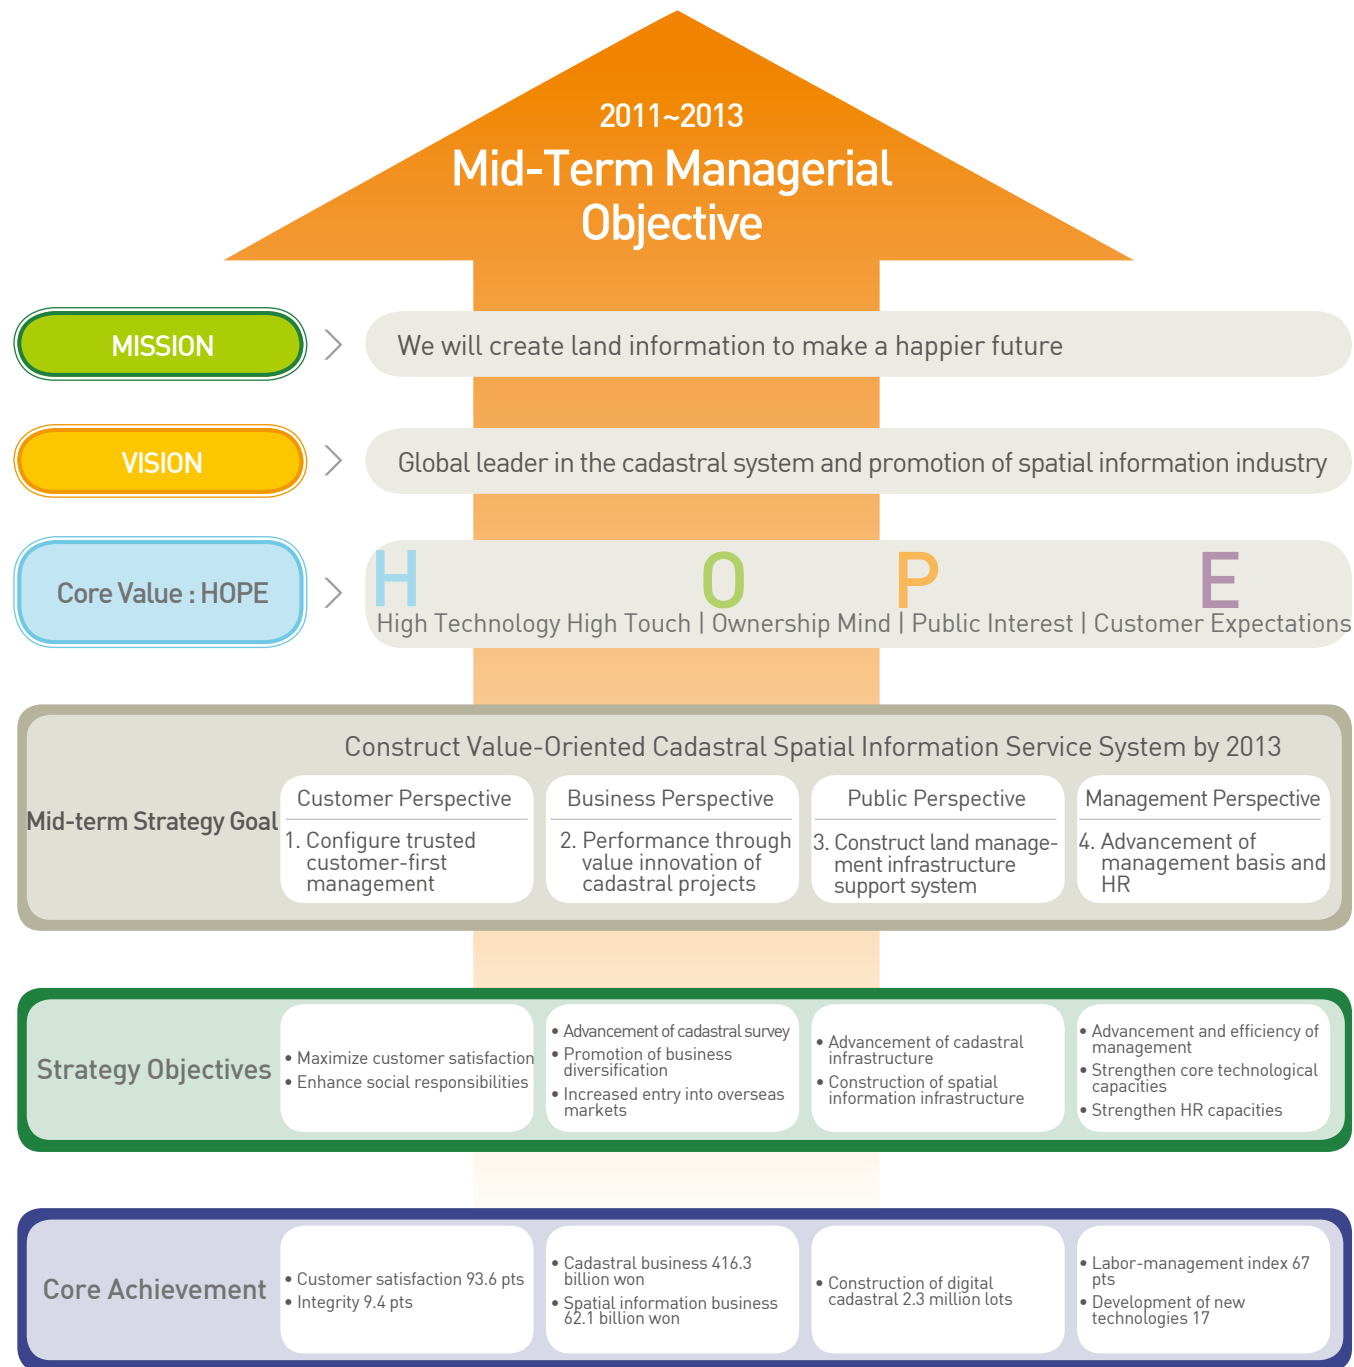 2011~2013
Mid-Term Managerial
Objective
MISSION
We will create land information to make a happier future
VISION
Global leader in the cadastral system and promotion of spatial information industry
Core Value : HOPE
H O P E
High Technology High Touch | Ownership Mind | Public Interest | Customer Expectations
Mid-term Strategy Goal
Construct Value-Oriented Cadastral Spatial Information Service System by 2013
Customer Perspective
1. Configure trusted
customer-first
management
Business Perspective
2. Performance through
value innovation of
cadastral projects
Public Perspective
3. Construct land manage-
ment infrastructure
support system
Management Perspective
4. Advancement of
management basis and
HR
Strategy Objectives
• Maximize customer satisfaction
• Enhance social responsibilities
• Advancement of cadastral survey
• Promotion of business
diversification
• Increased entry into overseas
markets
• Advancement of cadastral
infrastructure
• Construction of spatial
information infrastructure
• Advancement and efficiency of
management
• Strengthen core technological
capacities
• Strengthen HR capacities
Core Achievement
• Customer satisfaction 93.6 pts
• Integrity 9.4 pts
• Cadastral business 416.3
billion won
• Spatial information business
62.1 billion won
• Construction of digital
cadastral 2.3 million lots
• Labor-management index 67
pts
• Development of new
technologies 17